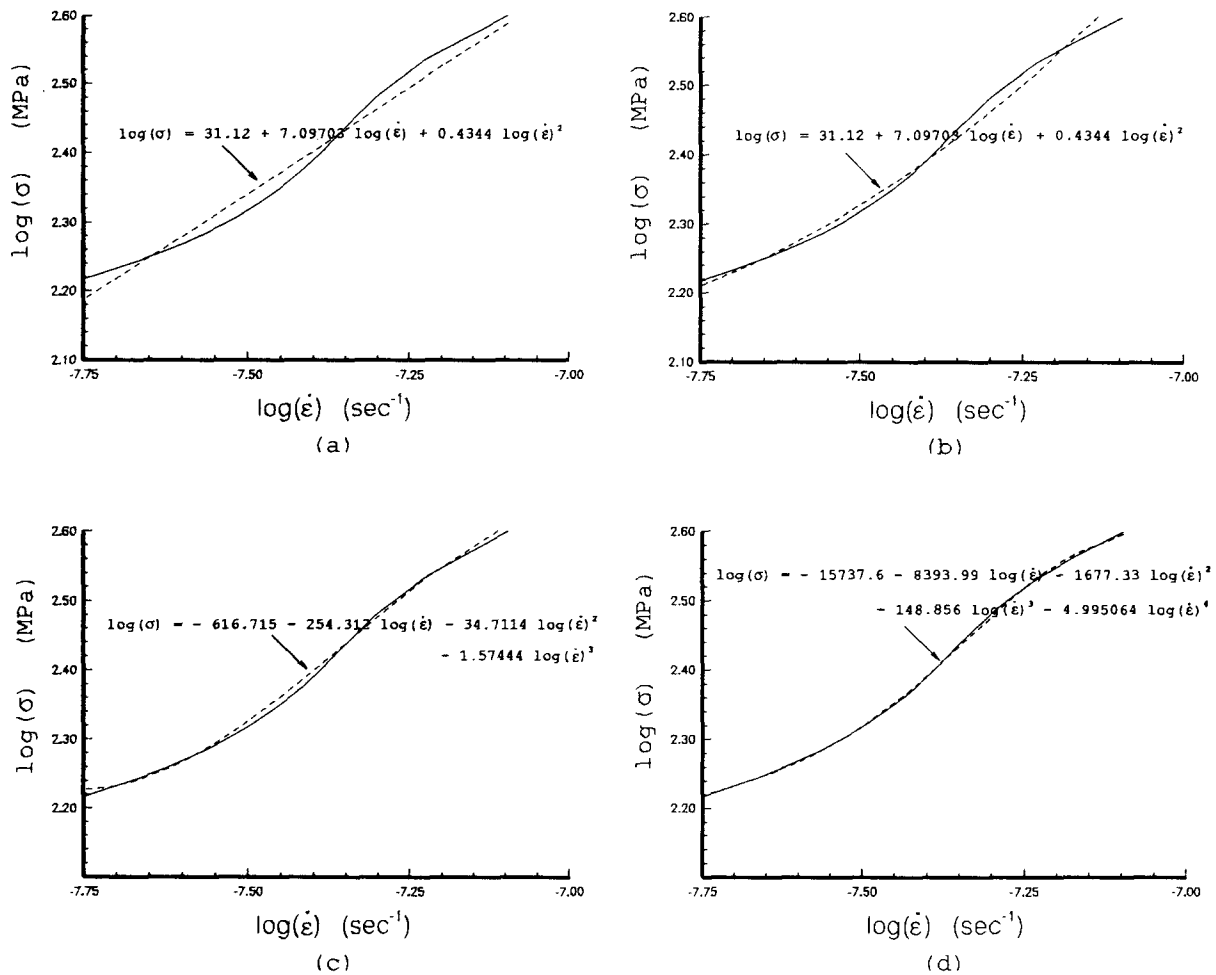 2.60
2.50
2.40
2.30
2.20
2.10
log(σ) (MPa)
log(σ) = 31.12 + 7.09703 log(ε̇) + 0.4344 log(ε̇)²
-7.75 -7.50 -7.25 -7.00
log(ε̇) (sec⁻¹)
(a)
2.60
2.50
2.40
2.30
2.20
2.10
log(σ) (MPa)
log(σ) = 31.12 + 7.09703 log(ε̇) + 0.4344 log(ε̇)²
-7.75 -7.50 -7.25 -7.00
log(ε̇) (sec⁻¹)
(b)
2.60
2.50
2.40
2.30
2.20
log(σ) (MPa)
log(σ) = - 616.715 - 254.312 log(ε̇) - 34.7114 log(ε̇)²
- 1.57444 log(ε̇)³
-7.75 -7.50 -7.25 -7.00
log(ε̇) (sec⁻¹)
(c)
2.60
2.50
2.40
2.30
2.20
log(σ) (MPa)
log(σ) = - 15737.6 - 8393.99 log(ε̇) - 1677.33 log(ε̇)²
- 148.856 log(ε̇)³ - 4.995064 log(ε̇)⁴
-7.75 -7.50 -7.25 -7.00
log(ε̇) (sec⁻¹)
(d)